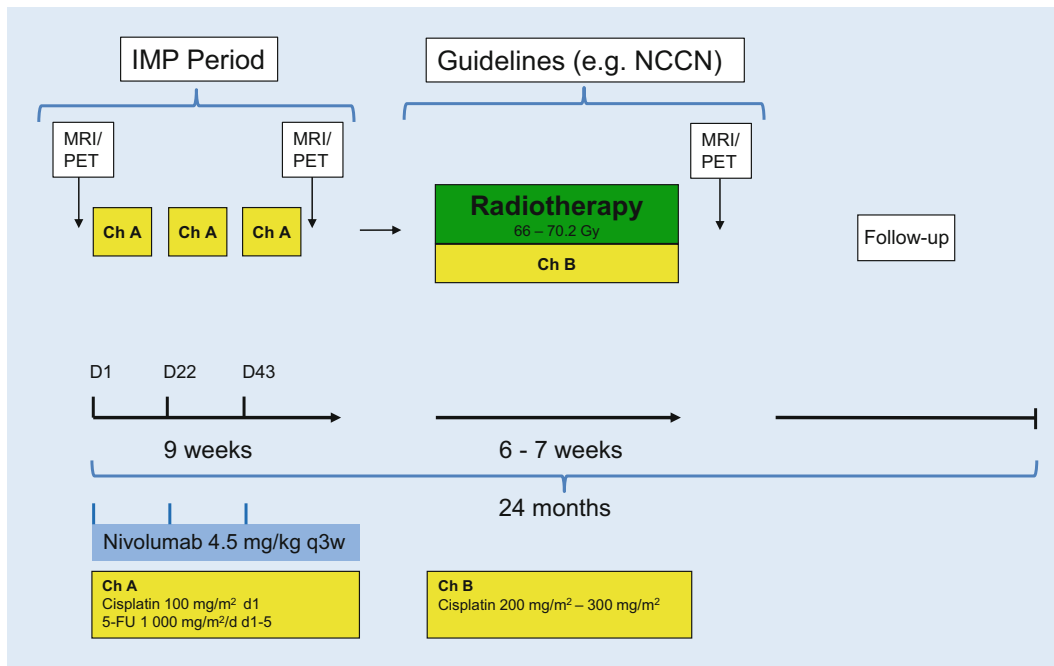 IMP Period
Guidelines (e.g. NCCN)
MRI/
PET
MRI/
PET
MRI/
PET
Ch A
Ch A
Ch A
Radiotherapy
66 – 70.2 Gy
Ch B
Follow-up
D1
D22
D43
9 weeks
6 - 7 weeks
24 months
Nivolumab 4.5 mg/kg q3w
Ch A
Cisplatin 100 mg/m² d1
5-FU 1 000 mg/m²/d d1-5
Ch B
Cisplatin 200 mg/m² – 300 mg/m²